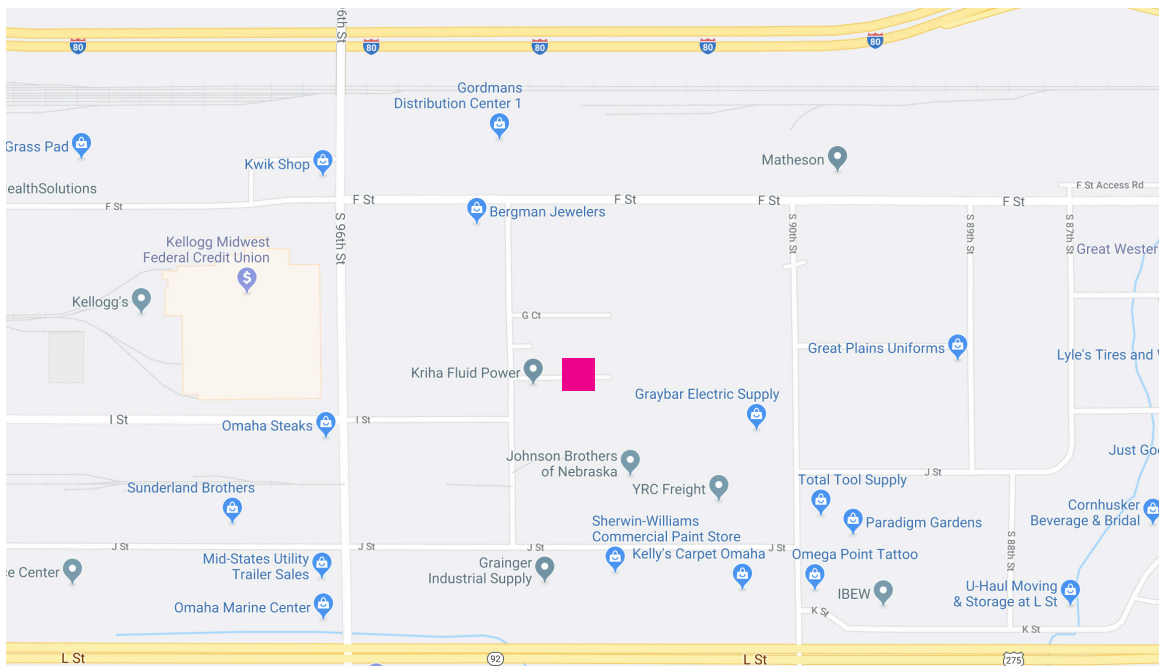 6th St
80
80
80
80
80
Gordmans
Distribution Center 1
Grass Pad
Kwik Shop
Matheson
ealthSolutions
F St Access Rd
F St
F St
F St
F St
F St
Bergman Jewelers
S 96th St
S 90th St
S 89th St
S 87th St
Kellogg Midwest
Federal Credit Union
Great Wester
Kellogg's
G Ct
Great Plains Uniforms
Lyle's Tires and W
Kriha Fluid Power
Graybar Electric Supply
I St
I St
Omaha Steaks
Johnson Brothers
of Nebraska
Just Goo
J St
YRC Freight
Total Tool Supply
Sunderland Brothers
Paradigm Gardens
Cornhusker
Beverage & Bridal
Sherwin-Williams
Commercial Paint Store
S 88th St
J St
J St
J St
J St
Kelly's Carpet Omaha
Omega Point Tattoo
Mid-States Utility
Trailer Sales
ce Center
Grainger
Industrial Supply
IBEW
U-Haul Moving
& Storage at L St
Omaha Marine Center
K St
K St
L St
92
L St
275